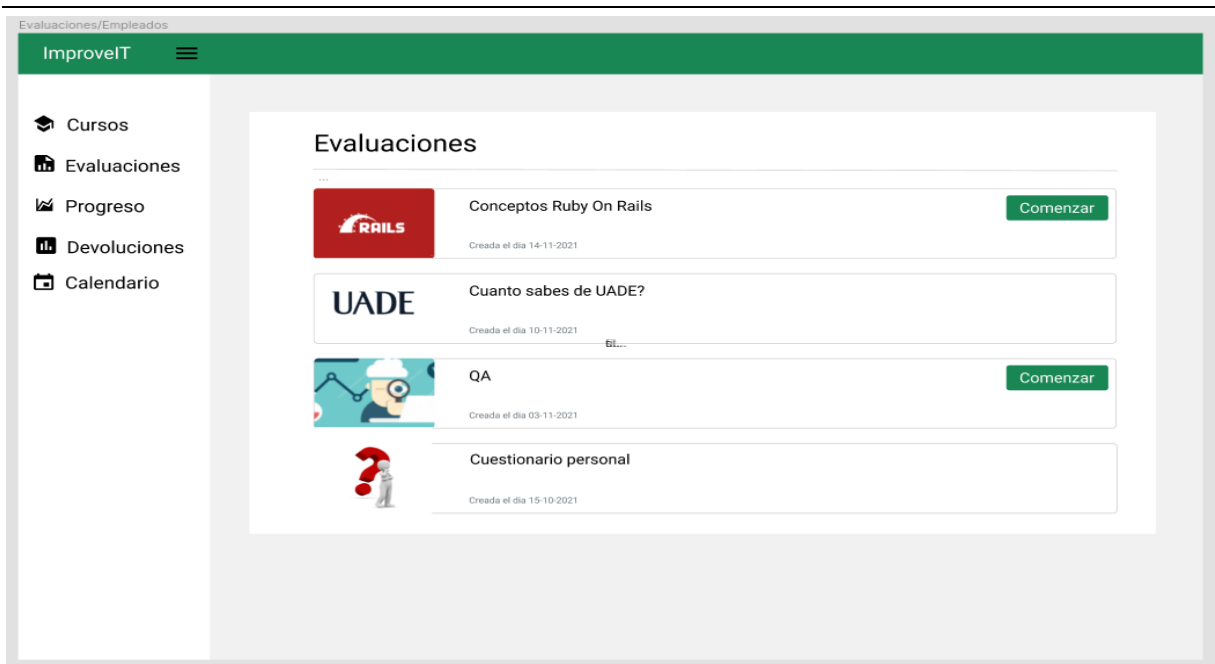 Evaluaciones/Empleados
ImproveIT
Cursos
Evaluaciones
Progreso
Devoluciones
Calendario
Evaluaciones
...
RAILS
Conceptos Ruby On Rails
Comenzar
Creada el dia 14-11-2021
UADE
Cuanto sabes de UADE?
Creada el dia 10-11-2021
QA
Comenzar
Creada el dia 03-11-2021
Cuestionario personal
Creada el dia 15-10-2021